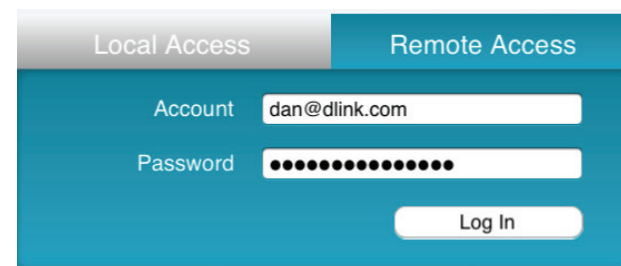 Local Access Remote Access
Account dan@dlink.com
Password ●●●●●●●●●●●●●●●
Log In